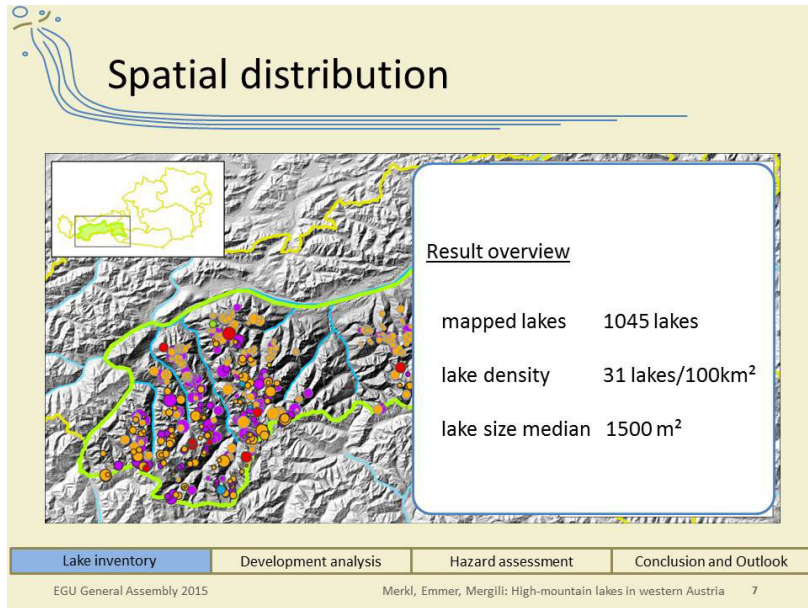 Spatial distribution
Result overview
mapped lakes 1045 lakes
lake density 31 lakes/100km²
lake size median 1500 m²
Lake inventory Development analysis Hazard assessment Conclusion and Outlook
EGU General Assembly 2015 Merkl, Emmer, Mergili: High-mountain lakes in western Austria 7